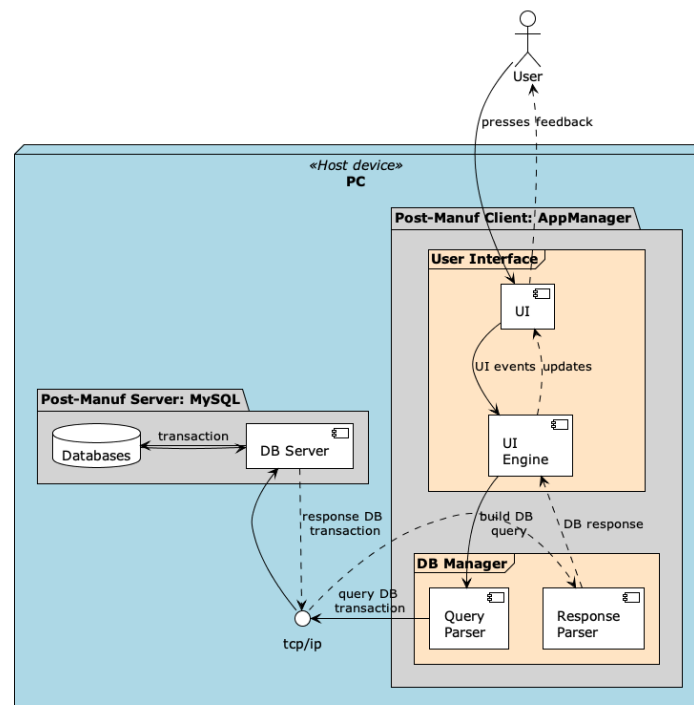 User
presses feedback
«Host device»
PC
Post-Manuf Client: AppManager
User Interface
UI
UI events updates
Post-Manuf Server: MySQL
transaction
Databases
DB Server
UI
Engine
response DB
transaction
build DB
query
DB response
DB Manager
query DB
transaction
Query
Parser
Response
Parser
tcp/ip